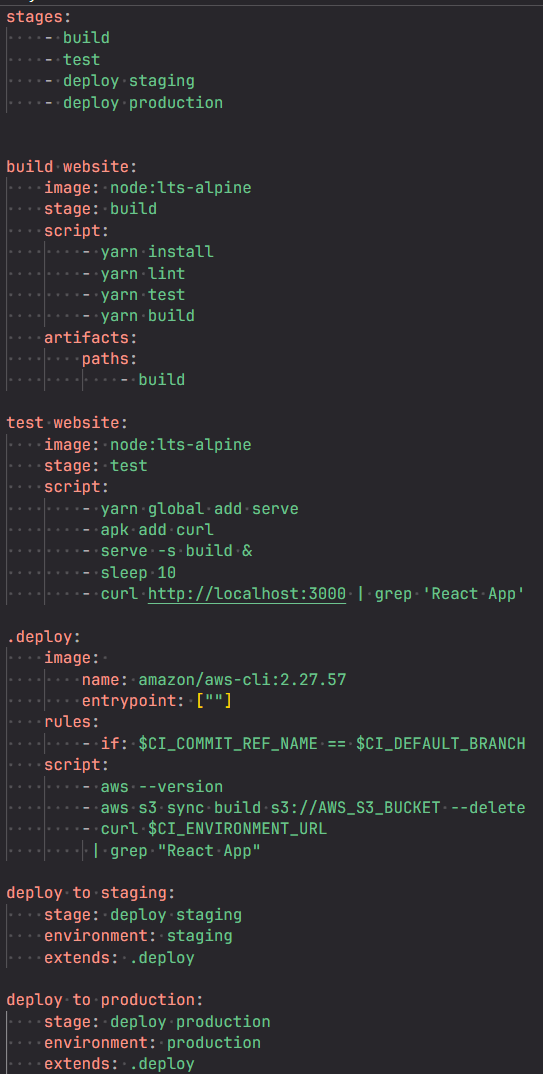 stages:
    - build
    - test
    - deploy staging
    - deploy production
build website:
    image: node:lts-alpine
    stage: build
    script:
        - yarn install
        - yarn lint
        - yarn test
        - yarn build
    artifacts:
        paths:
            - build
test website:
    image: node:lts-alpine
    stage: test
    script:
        - yarn global add serve
        - apk add curl
        - serve -s build &
        - sleep 10
        - curl http://localhost:3000 | grep 'React App'
.deploy:
    image:
        name: amazon/aws-cli:2.27.57
        entrypoint: [""]
    rules:
        - if: $CI_COMMIT_REF_NAME == $CI_DEFAULT_BRANCH
    script:
        - aws --version
        - aws s3 sync build s3://AWS_S3_BUCKET --delete
        - curl $CI_ENVIRONMENT_URL
         | grep "React App"
deploy to staging:
    stage: deploy staging
    environment: staging
    extends: .deploy
deploy to production:
    stage: deploy production
    environment: production
    extends: .deploy